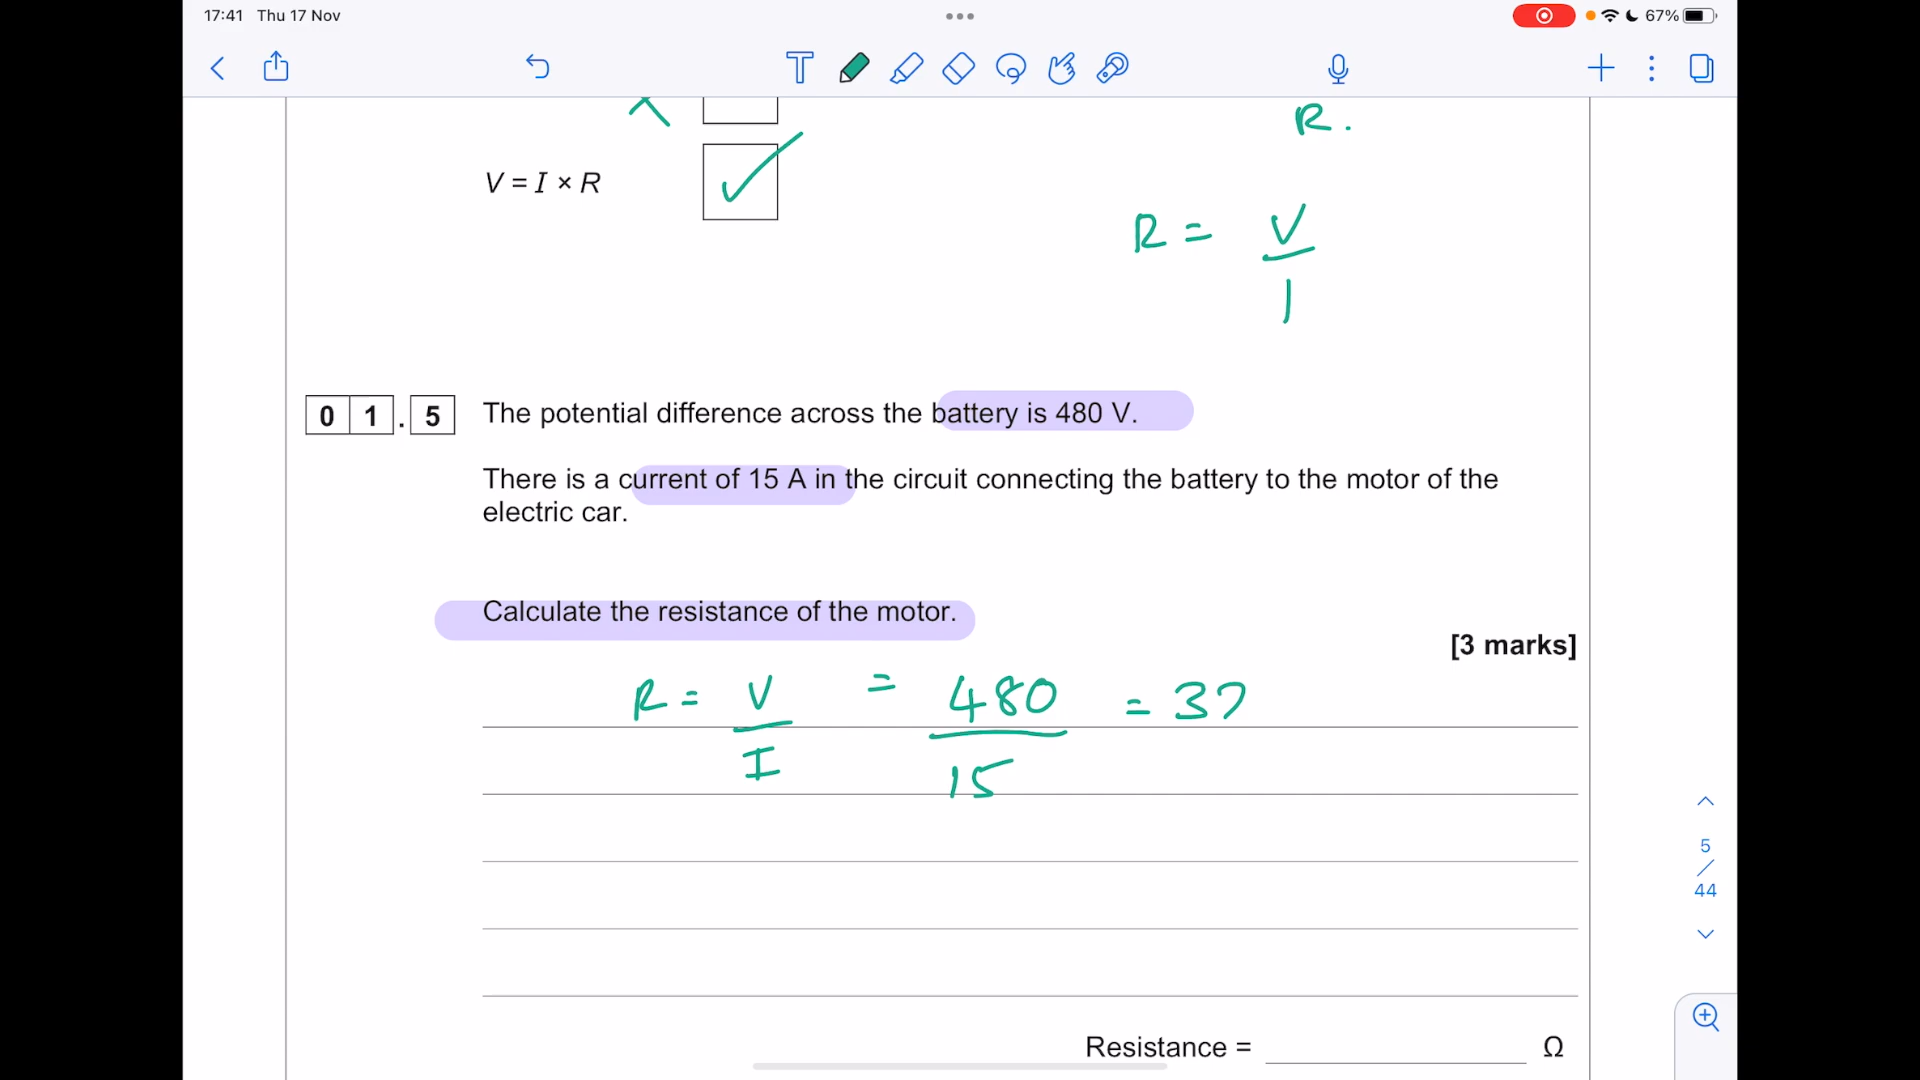 17:41 Thu 17 Nov
67%
R.
V = I × R
R = V
I
0 1 . 5 The potential difference across the battery is 480 V.
There is a current of 15 A in the circuit connecting the battery to the motor of the
electric car.
Calculate the resistance of the motor.
[3 marks]
R = V = 480 = 32
I 15
5
/
44
Resistance = ____________ Ω